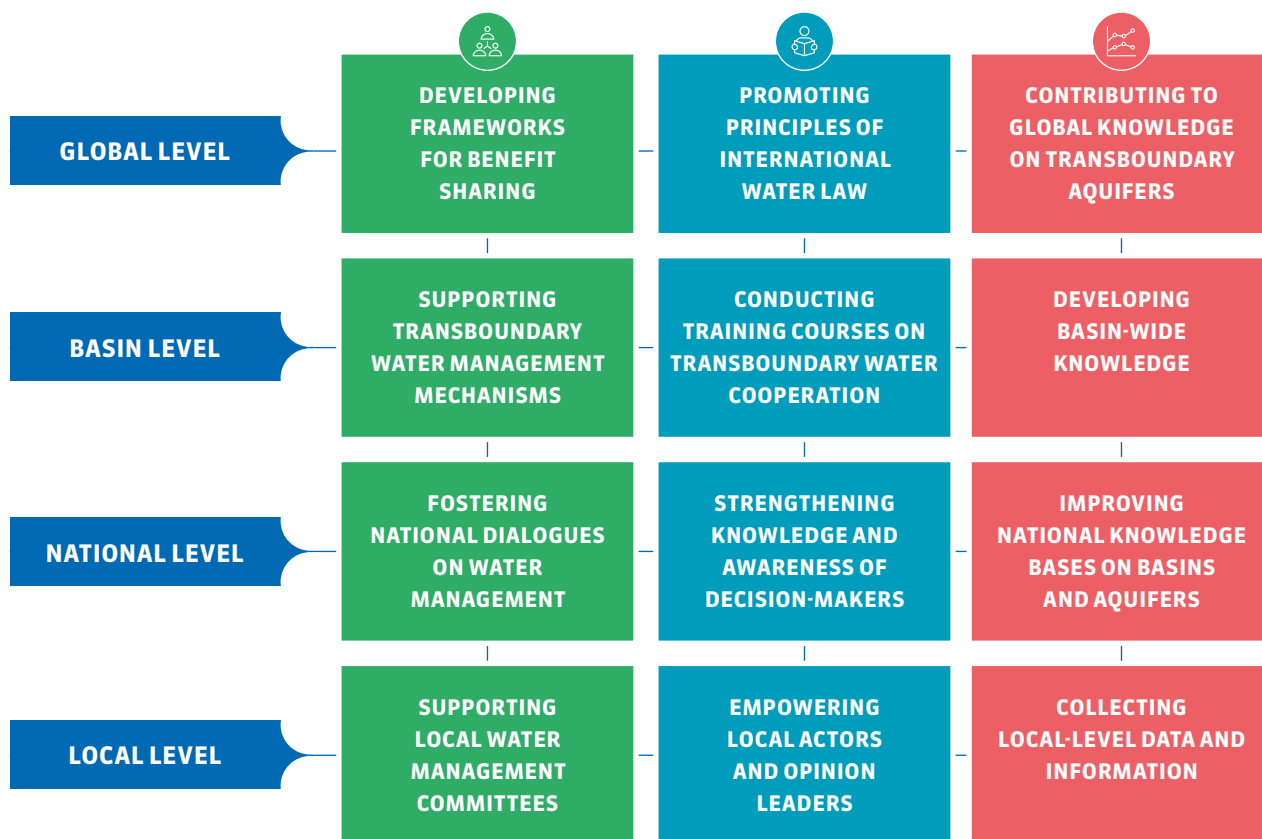 GLOBAL LEVEL
DEVELOPING
FRAMEWORKS
FOR BENEFIT
SHARING
PROMOTING
PRINCIPLES OF
INTERNATIONAL
WATER LAW
CONTRIBUTING TO
GLOBAL KNOWLEDGE
ON TRANSBOUNDARY
AQUIFERS
BASIN LEVEL
SUPPORTING
TRANSBOUNDARY
WATER MANAGEMENT
MECHANISMS
CONDUCTING
TRAINING COURSES ON
TRANSBOUNDARY WATER
COOPERATION
DEVELOPING
BASIN-WIDE
KNOWLEDGE
NATIONAL LEVEL
FOSTERING
NATIONAL DIALOGUES
ON WATER
MANAGEMENT
STRENGTHENING
KNOWLEDGE AND
AWARENESS OF
DECISION-MAKERS
IMPROVING
NATIONAL KNOWLEDGE
BASES ON BASINS
AND AQUIFERS
LOCAL LEVEL
SUPPORTING
LOCAL WATER
MANAGEMENT
COMMITTEES
EMPOWERING
LOCAL ACTORS
AND OPINION
LEADERS
COLLECTING
LOCAL-LEVEL DATA AND
INFORMATION